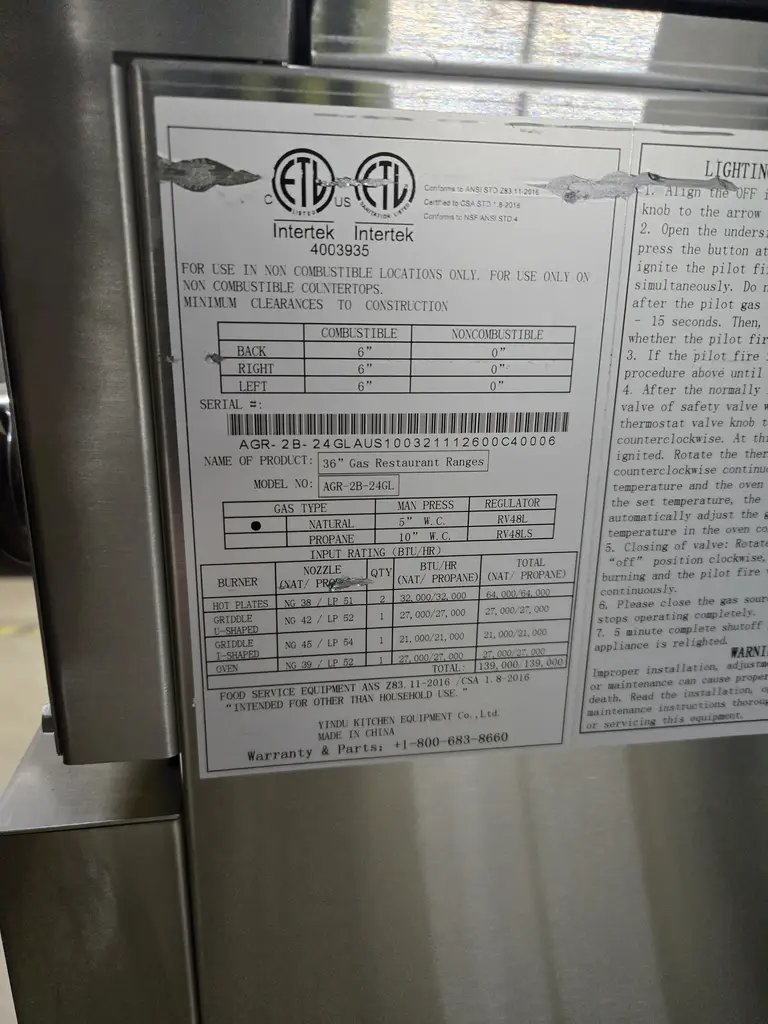 C ETL LISTED US
ETL SANITATION LISTED
Intertek Intertek
4003935
Conforms to ANSI STD Z83.11-2016
Certified to CSA STD 1.8-2016
Conforms to NSF ANSI STD.4
FOR USE IN NON COMBUSTIBLE LOCATIONS ONLY. FOR USE ONLY ON
NON COMBUSTIBLE COUNTERTOPS.
MINIMUM CLEARANCES TO CONSTRUCTION
COMBUSTIBLE NONCOMBUSTIBLE
BACK 6” 0”
RIGHT 6” 0”
LEFT 6” 0”
SERIAL #:
AGR-2B-24GLAUS100321112600C40006
NAME OF PRODUCT: 36” Gas Restaurant Ranges
MODEL NO: AGR-2B-24GL
GAS TYPE MAN PRESS REGULATOR
● NATURAL 5” W.C. RV48L
PROPANE 10” W.C. RV48LS
INPUT RATING (BTU/HR)
BURNER NOZZLE (NAT/ PROPANE) QTY BTU/HR (NAT/ PROPANE) TOTAL (NAT/ PROPANE)
HOT PLATES NG 38 / LP 51 2 32,000/32,000 64,000/64,000
GRIDDLE U-SHAPED NG 42 / LP 52 1 27,000/27,000 27,000/27,000
GRIDDLE I-SHAPED NG 45 / LP 54 1 21,000/21,000 21,000/21,000
OVEN NG 39 / LP 52 1 27,000/27,000 27,000/27,000
TOTAL: 139,000/139,000
FOOD SERVICE EQUIPMENT ANS Z83.11-2016 /CSA 1.8-2016
“INTENDED FOR OTHER THAN HOUSEHOLD USE.”
YINDU KITCHEN EQUIPMENT Co.,Ltd.
MADE IN CHINA
Warranty & Parts: +1-800-683-8660
LIGHTIN
1. Align the OFF i
knob to the arrow
2. Open the unders
press the button at
ignite the pilot fi
simultaneously. Do n
after the pilot gas
- 15 seconds. Then,
whether the pilot fir
3. If the pilot fire
procedure above until
4. After the normally
valve of safety valve w
thermostat valve knob t
counterclockwise. At th
ignited. Rotate the ther
counterclockwise continu
temperature and the oven
the set temperature, the
automatically adjust the g
temperature in the oven co
5. Closing of valve: Rotate
“off” position clockwise,
burning and the pilot fire
continuously.
6. Please close the gas sour
stops operating completely.
7. 5 minute complete shutoff
appliance is relighted.
WARNI
Improper installation, adjustme
or maintenance can cause proper
death. Read the installation, o
maintenance instructions thoroug
or servicing this equipment.